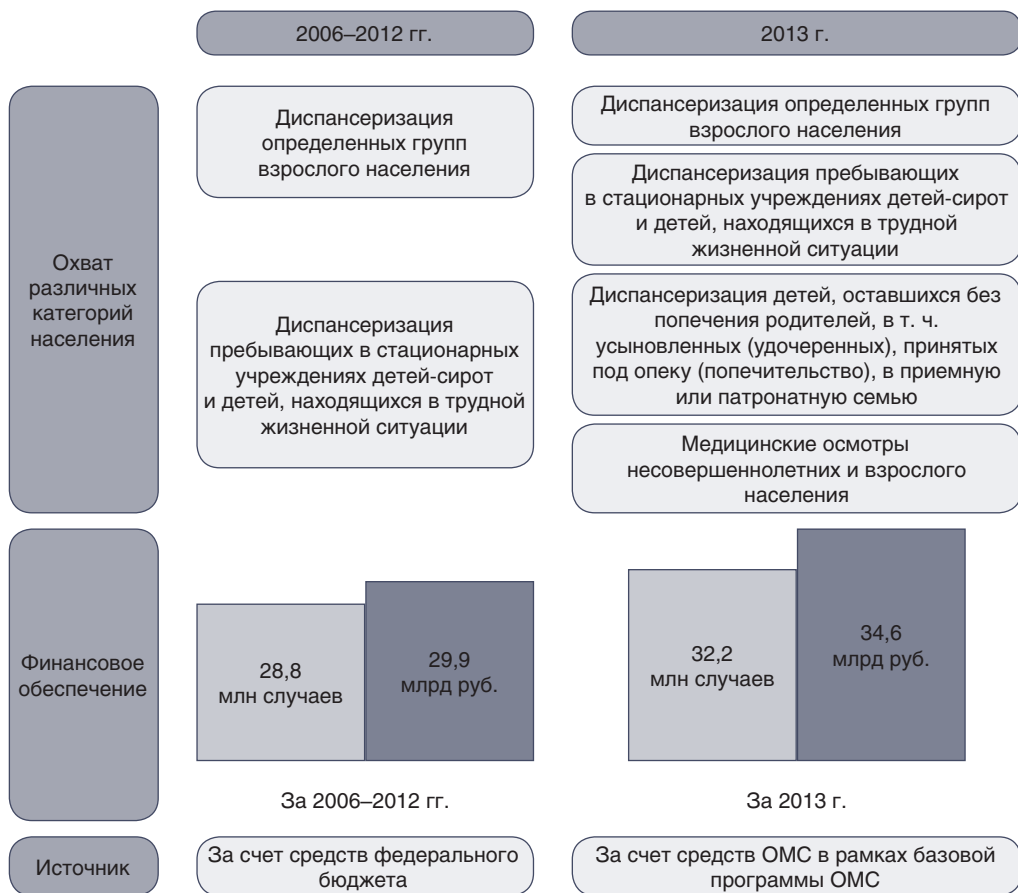 2006–2012 гг.
2013 г.
Охват
различных
категорий
населения
Диспансеризация
определенных групп
взрослого населения
Диспансеризация
пребывающих в стационарных
учреждениях детей-сирот
и детей, находящихся в трудной
жизненной ситуации
Диспансеризация определенных групп
взрослого населения
Диспансеризация пребывающих
в стационарных учреждениях детей-сирот
и детей, находящихся в трудной
жизненной ситуации
Диспансеризация детей, оставшихся без
попечения родителей, в т. ч.
усыновленных (удочеренных), принятых
под опеку (попечительство), в приемную
или патронатную семью
Медицинские осмотры
несовершеннолетних и взрослого
населения
Финансовое
обеспечение
28,8
млн случаев
29,9
млрд руб.
За 2006–2012 гг.
32,2
млн случаев
34,6
млрд руб.
За 2013 г.
Источник
За счет средств федерального
бюджета
За счет средств ОМС в рамках базовой
программы ОМС